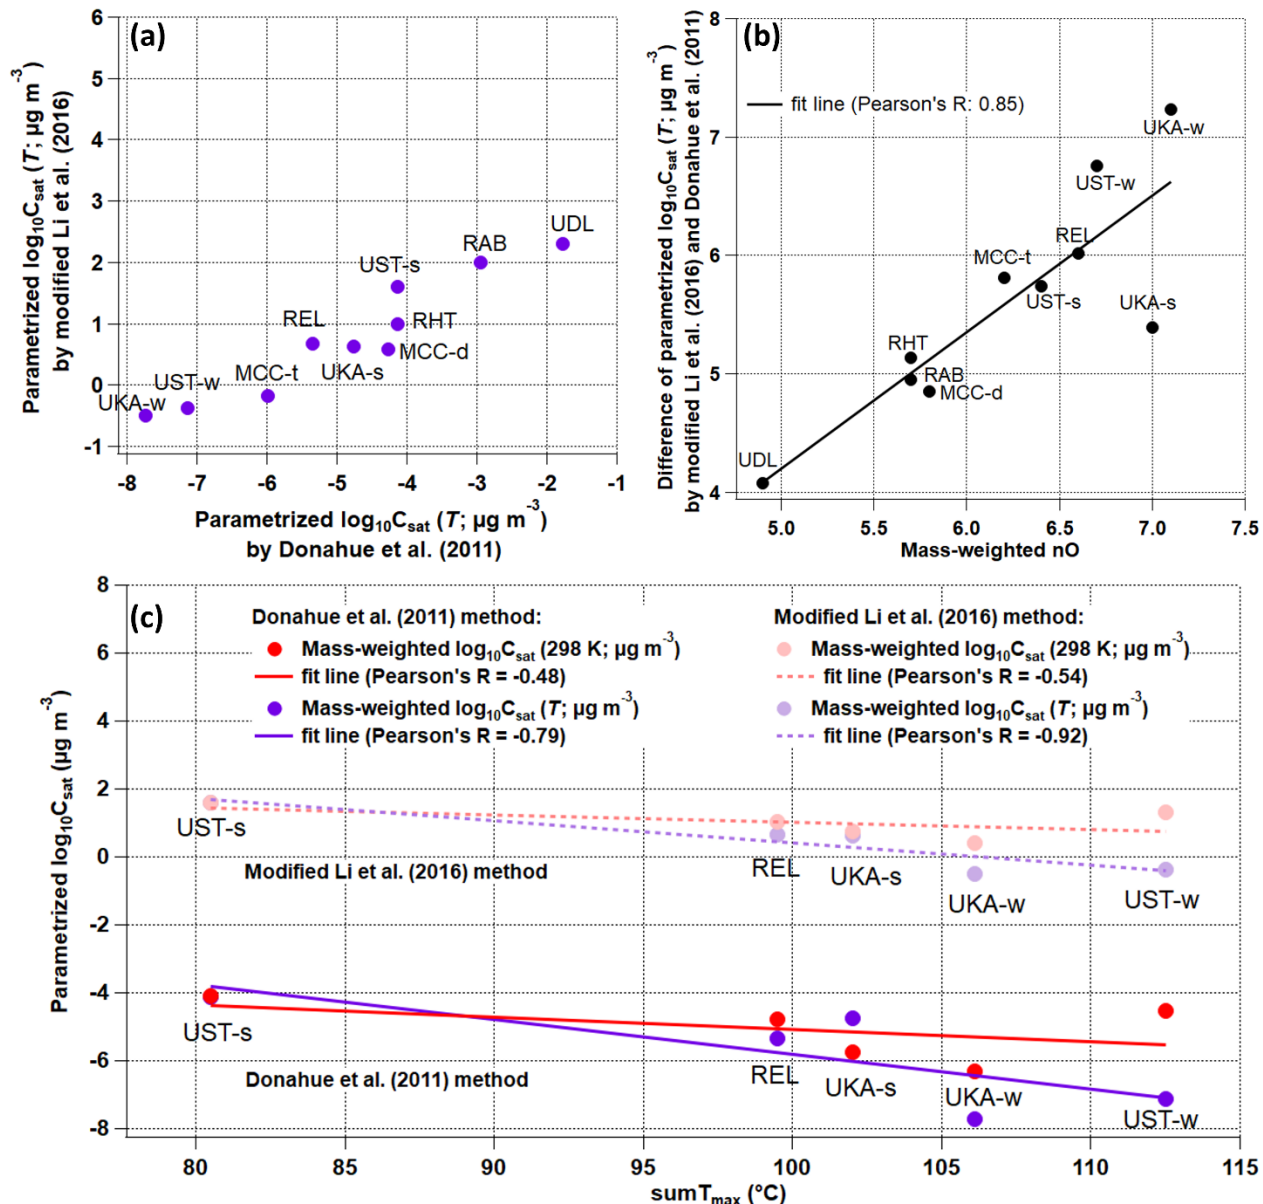 (a)
6
5
4
3
2
1
0
-1
Parametrized log₁₀Cₛₐₜ (T; µg m⁻³)
by modified Li et al. (2016)
UDL
RAB
UST-s
RHT
REL
MCC-d
UKA-s
MCC-t
UST-w
UKA-w
-8 -7 -6 -5 -4 -3 -2 -1
Parametrized log₁₀Cₛₐₜ (T; µg m⁻³)
by Donahue et al. (2011)
(b)
8
7
6
5
4
Difference of parametrized log₁₀Cₛₐₜ (T; µg m⁻³)
by modified Li et al. (2016) and Donahue et al. (2011)
fit line (Pearson's R: 0.85)
UKA-w
UST-w
REL
MCC-t
UST-s
UKA-s
RHT
RAB
MCC-d
UDL
5.0 5.5 6.0 6.5 7.0 7.5
Mass-weighted nO
(c)
8
6
4
2
0
-2
-4
-6
-8
Parametrized log₁₀Cₛₐₜ (µg m⁻³)
Donahue et al. (2011) method:
Mass-weighted log₁₀Cₛₐₜ (298 K; µg m⁻³)
fit line (Pearson's R = -0.48)
Mass-weighted log₁₀Cₛₐₜ (T; µg m⁻³)
fit line (Pearson's R = -0.79)
Modified Li et al. (2016) method:
Mass-weighted log₁₀Cₛₐₜ (298 K; µg m⁻³)
fit line (Pearson's R = -0.54)
Mass-weighted log₁₀Cₛₐₜ (T; µg m⁻³)
fit line (Pearson's R = -0.92)
UST-s
REL
UKA-s
UKA-w
UST-w
Modified Li et al. (2016) method
UST-s
REL
UKA-s
UKA-w
UST-w
Donahue et al. (2011) method
80 85 90 95 100 105 110 115
sumTₘₐₓ (°C)